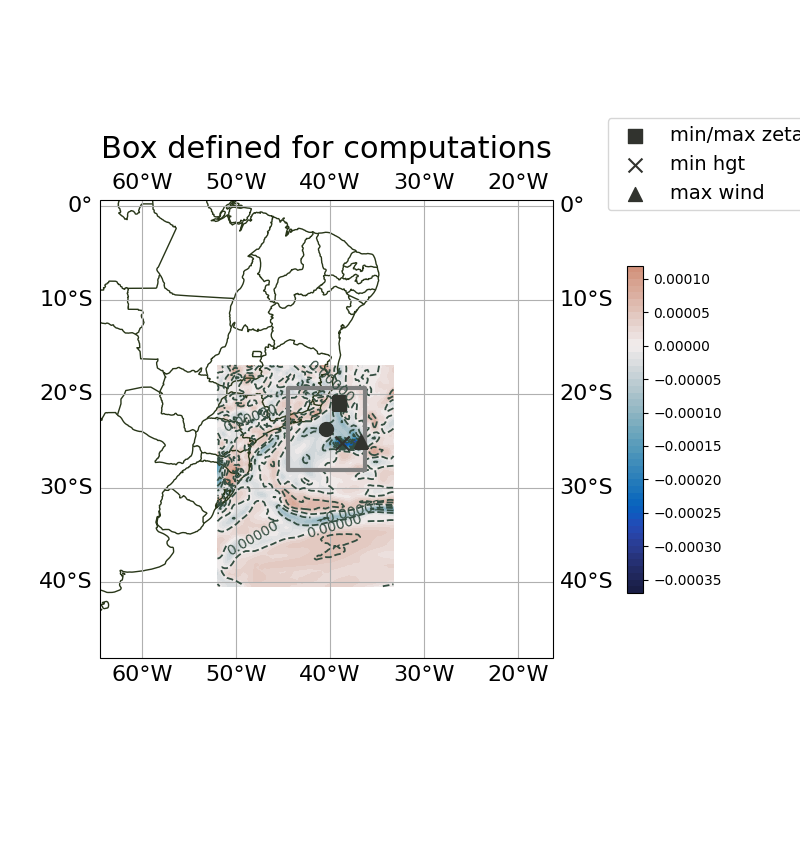 Box defined for computations
60°W 50°W 40°W 30°W 20°W
min/max zeta
min hgt
max wind
0° 0°
10°S 10°S
20°S 20°S
30°S 30°S
40°S 40°S
0.00000
0.00000
0.00000
60°W 50°W 40°W 30°W 20°W
0.00010
0.00005
0.00000
−0.00005
−0.00010
−0.00015
−0.00020
−0.00025
−0.00030
−0.00035